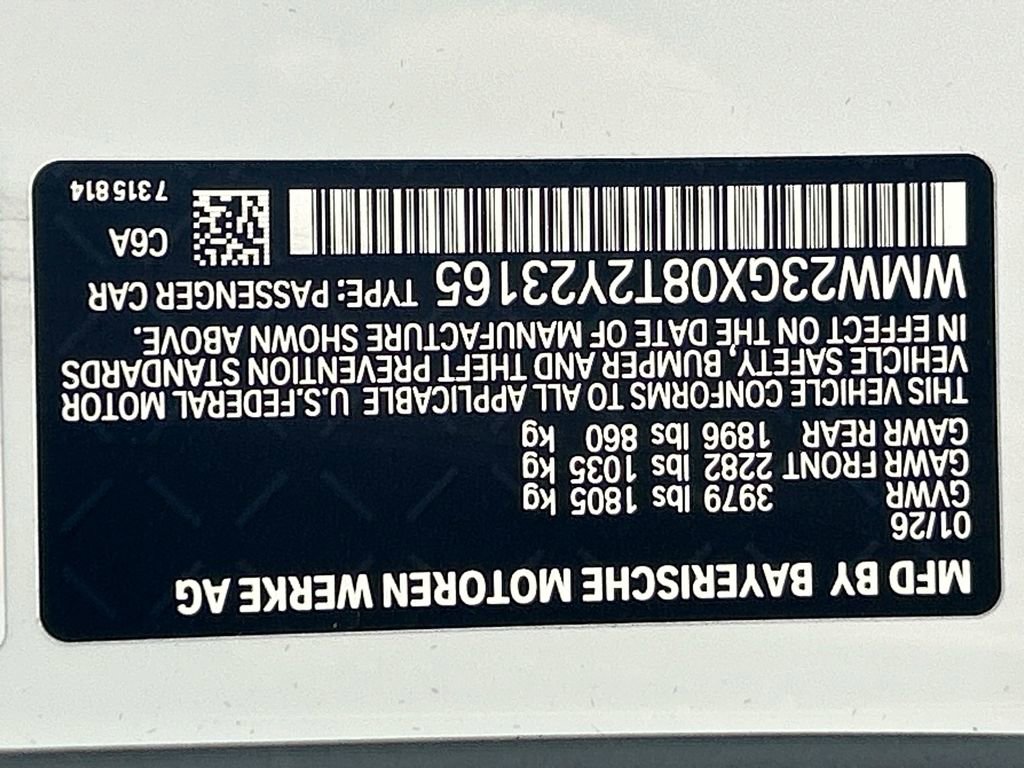 MFD BY BAYERISCHE MOTOREN WERKE AG
01/26
GVWR 3979 lbs 1805 kg
GAWR FRONT 2282 lbs 1035 kg
GAWR REAR 1896 lbs 860 kg
THIS VEHICLE CONFORMS TO ALL APPLICABLE U.S.FEDERAL MOTOR
VEHICLE SAFETY, BUMPER AND THEFT PREVENTION STANDARDS
IN EFFECT ON THE DATE OF MANUFACTURE SHOWN ABOVE.
WMW23GX08T2Y23165 TYPE: PASSENGER CAR
C6A
7315814